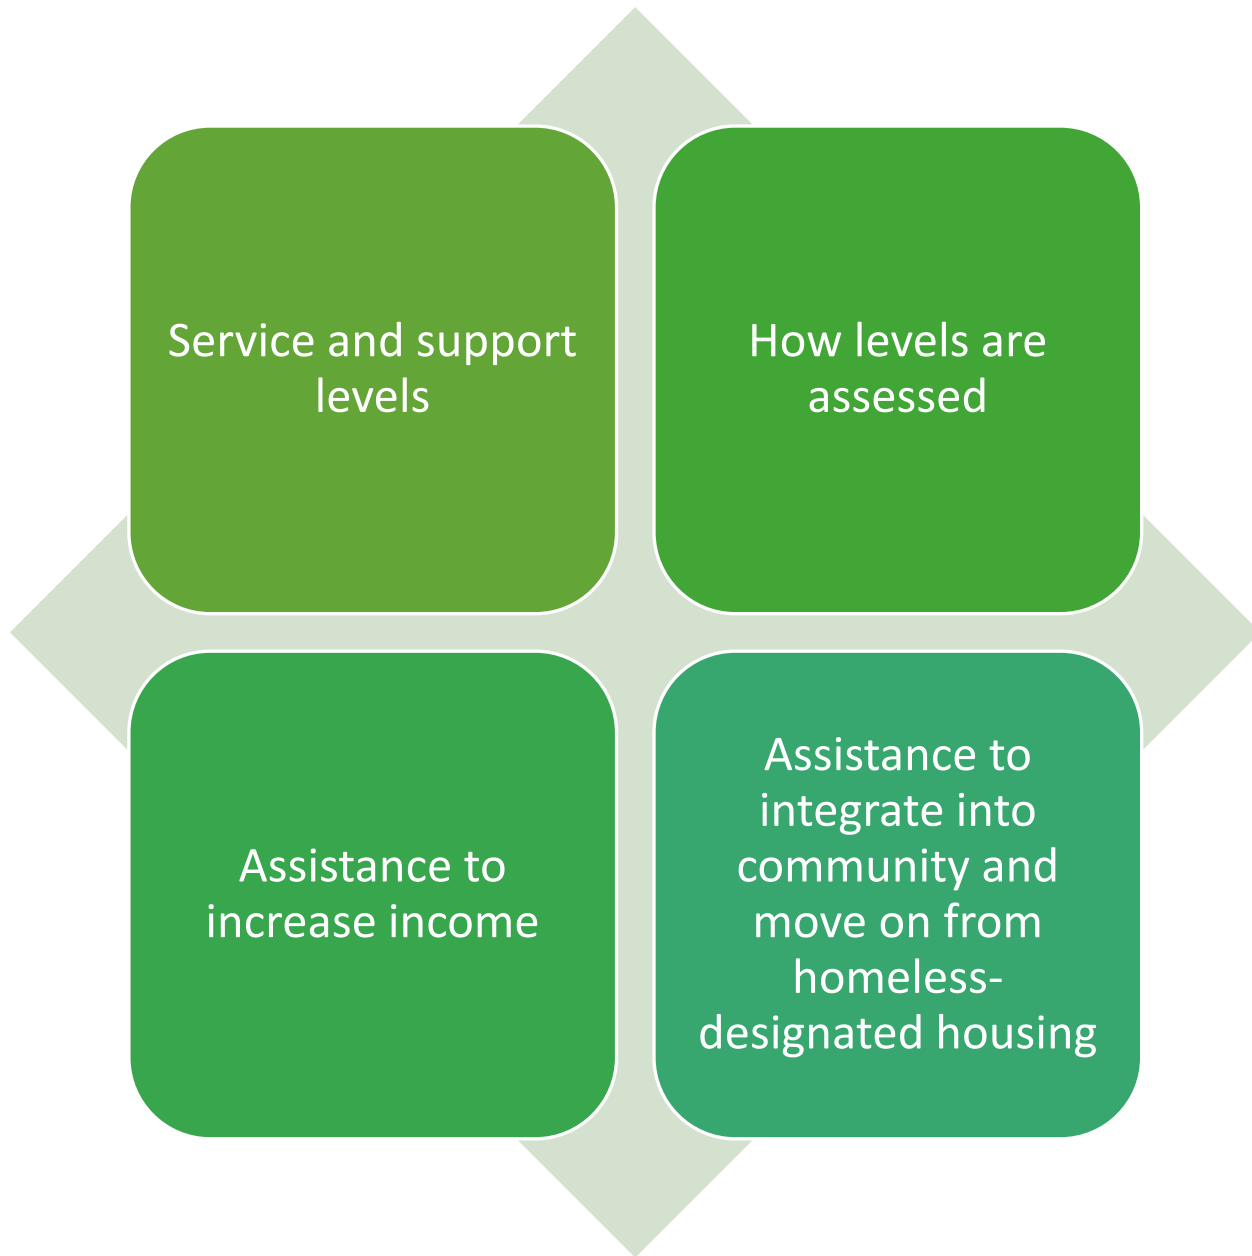 Service and support
levels
How levels are
assessed
Assistance to
increase income
Assistance to
integrate into
community and
move on from
homeless-
designated housing